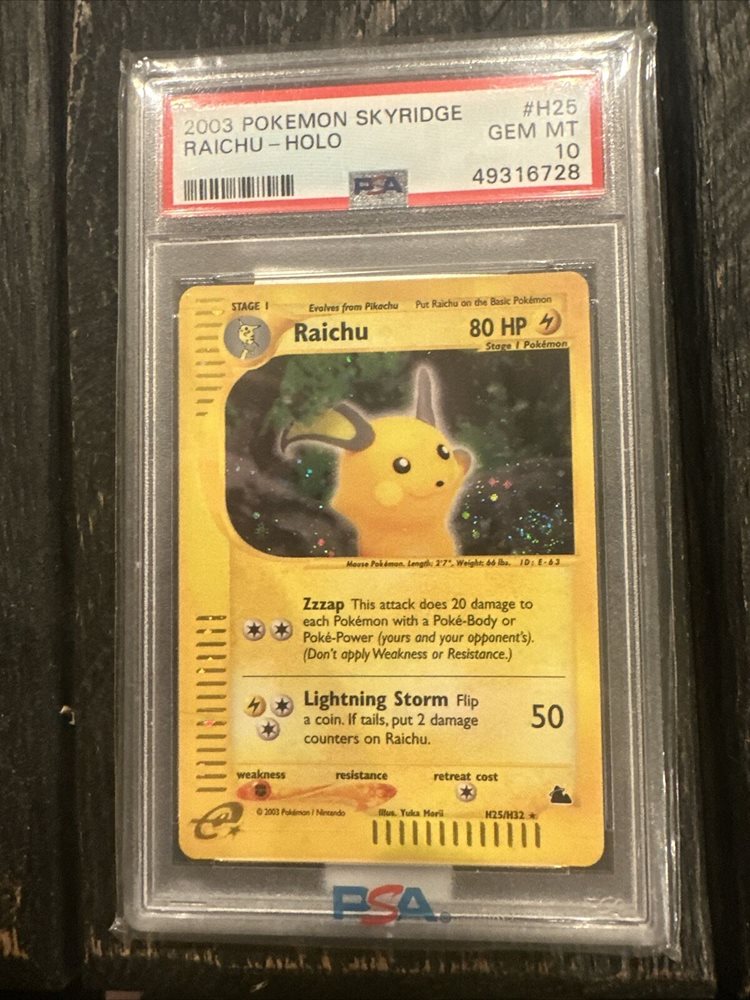 2003 POKEMON SKYRIDGE #H25
RAICHU - HOLO GEM MT
10
PSA 49316728
STAGE 1 Evolves from Pikachu Put Raichu on the Basic Pokémon
Raichu 80 HP
Stage 1 Pokémon
Mouse Pokémon. Length: 2'7", Weight: 66 lbs. ID: E-63
Zzzap This attack does 20 damage to
each Pokémon with a Poké-Body or
Poké-Power (yours and your opponent's).
(Don't apply Weakness or Resistance.)
Lightning Storm Flip
a coin. If tails, put 2 damage 50
counters on Raichu.
weakness resistance retreat cost
© 2003 Pokémon / Nintendo Illus. Yuka Morii H25/H32
e
PSA